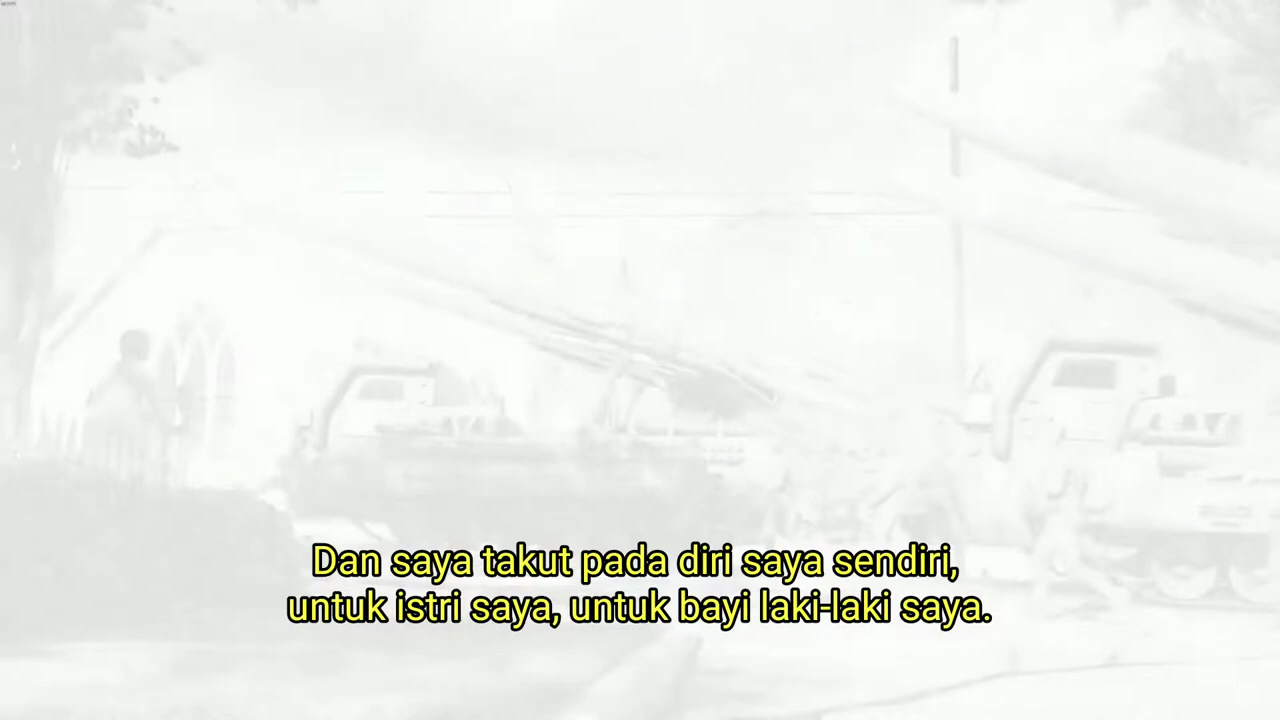 Dan saya takut pada diri saya sendiri,
untuk istri saya, untuk bayi laki-laki saya.